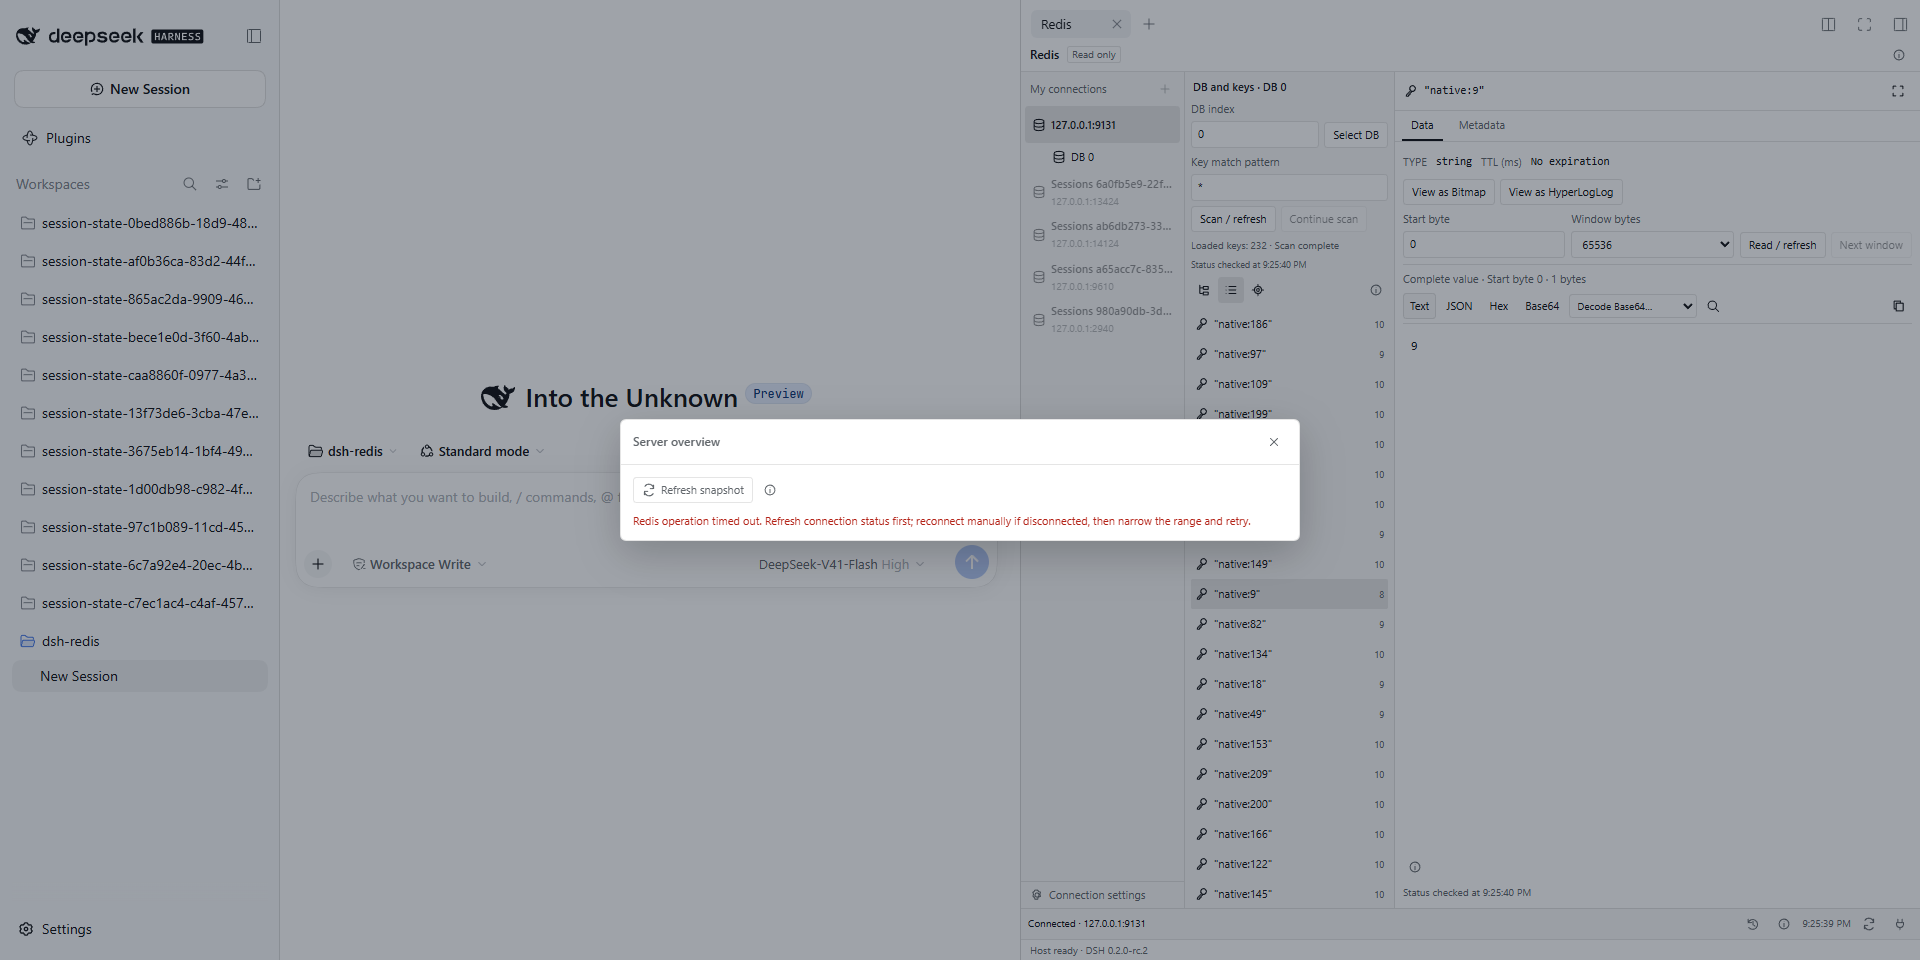 deepseek HARNESS
New Session
Plugins
Workspaces
session-state-0bed886b-18d9-48...
session-state-af0b36ca-83d2-44f...
session-state-865ac2da-9909-46...
session-state-bece1e0d-3f60-4ab...
session-state-caa8860f-0977-4a3...
session-state-13f73de6-3cba-47e...
session-state-3675eb14-1bf4-49...
session-state-1d00db98-c982-4f...
session-state-97c1b089-11cd-45...
session-state-6c7a92e4-20ec-4b...
session-state-c7ec1ac4-c4af-457...
dsh-redis
New Session
Settings
Into the Unknown Preview
dsh-redis Standard mode
Describe what you want to build, / commands, @
Workspace Write DeepSeek-V41-Flash High
Server overview
Refresh snapshot
Redis operation timed out. Refresh connection status first; reconnect manually if disconnected, then narrow the range and retry.
Redis
Redis Read only
My connections
127.0.0.1:9131
DB 0
Sessions 6a0fb5e9-22f...
127.0.0.1:13424
Sessions ab6db273-33...
127.0.0.1:14124
Sessions a65acc7c-835...
127.0.0.1:9610
Sessions 980a90db-3d...
127.0.0.1:2940
Connection settings
DB and keys · DB 0
DB index
0 Select DB
Key match pattern
*
Scan / refresh Continue scan
Loaded keys: 232 · Scan complete
Status checked at 9:25:40 PM
"native:186" 10
"native:97" 9
"native:109" 10
"native:199" 10
10
10
10
9
"native:149" 10
"native:9" 8
"native:82" 9
"native:134" 10
"native:18" 9
"native:49" 9
"native:153" 10
"native:209" 10
"native:200" 10
"native:166" 10
"native:122" 10
"native:145" 10
"native:9"
Data Metadata
TYPE string TTL (ms) No expiration
View as Bitmap View as HyperLogLog
Start byte Window bytes
0 65536 Read / refresh Next window
Complete value · Start byte 0 · 1 bytes
Text JSON Hex Base64 Decode Base64...
9
Status checked at 9:25:40 PM
Connected · 127.0.0.1:9131 9:25:39 PM
Host ready · DSH 0.2.0-rc.2